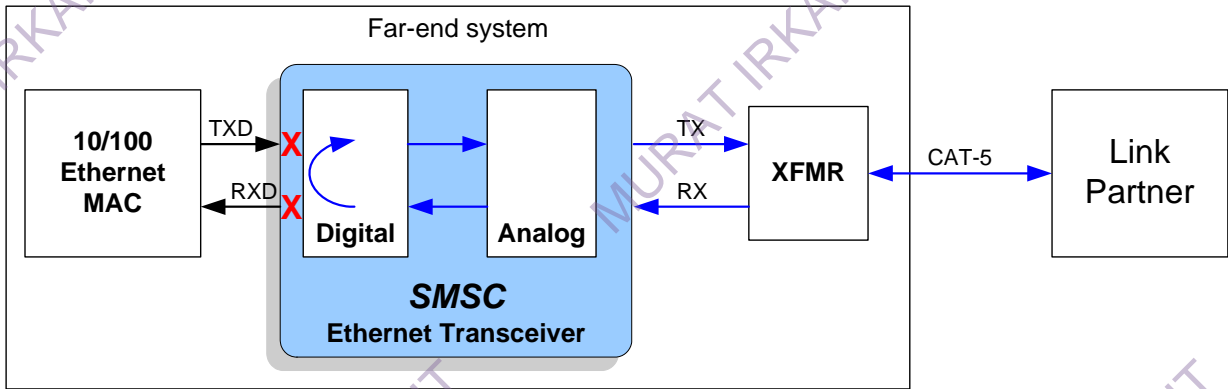 Far-end system
10/100
Ethernet
MAC
TXD
RXD
X
X
Digital
Analog
SMSC
Ethernet Transceiver
TX
RX
XFMR
CAT-5
Link
Partner
MURAT IRKA